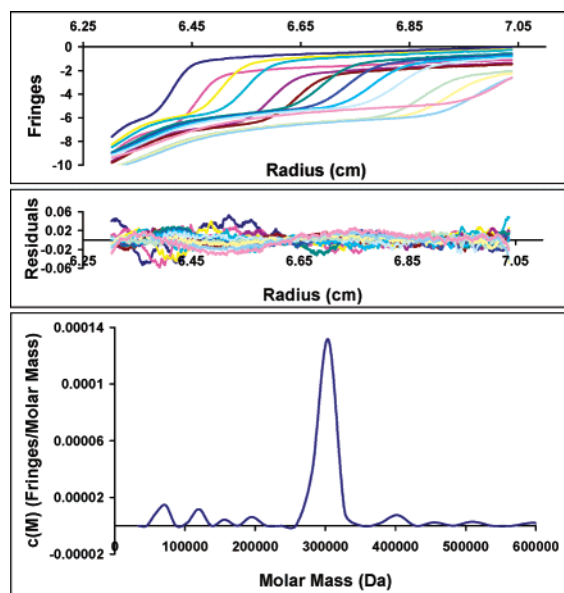 6.25 6.45 6.65 6.85 7.05
0
-2
-4
-6
-8
-10
Fringes
Radius (cm)
0.06
0.02
-0.02
-0.06
Residuals
6.25 6.45 6.65 6.85 7.05
Radius (cm)
0.00014
0.0001
0.00006
0.00002
-0.00002
c(M) (Fringes/Molar Mass)
0 100000 200000 300000 400000 500000 600000
Molar Mass (Da)